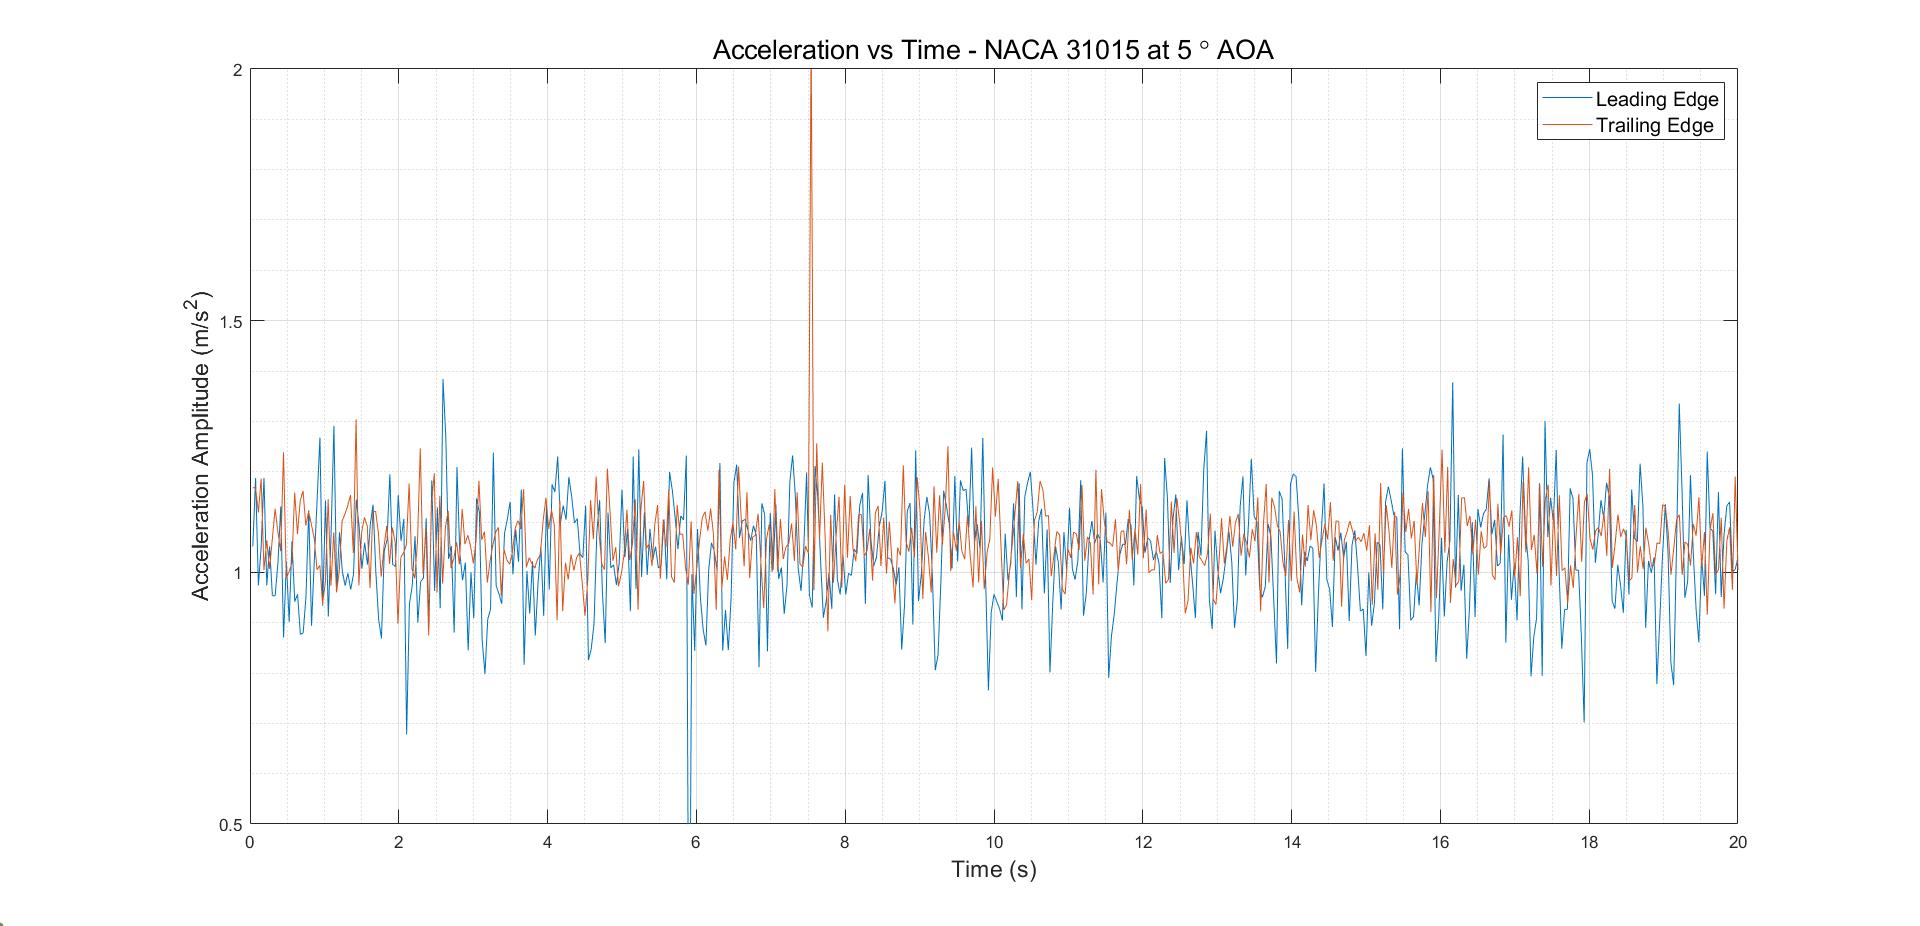 Acceleration vs Time - NACA 31015 at 5 ° AOA
Leading Edge
Trailing Edge
Acceleration Amplitude (m/s²)
2
1.5
1
0.5
0 2 4 6 8 10 12 14 16 18 20
Time (s)